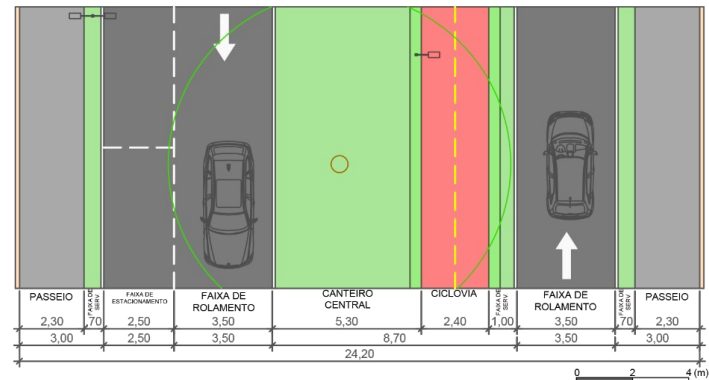 PASSEIO
FAIXA DE
SERV.
FAIXA DE
ESTACIONAMENTO
FAIXA DE
ROLAMENTO
CANTEIRO
CENTRAL
CICLOVIA
FAIXA DE
SERV.
FAIXA DE
ROLAMENTO
FAIXA DE
SERV.
PASSEIO
2,30 ,70 2,50 3,50 5,30 2,40 1,00 3,50 ,70 2,30
3,00 2,50 3,50 8,70 3,50 3,00
24,20
0 2 4 (m)